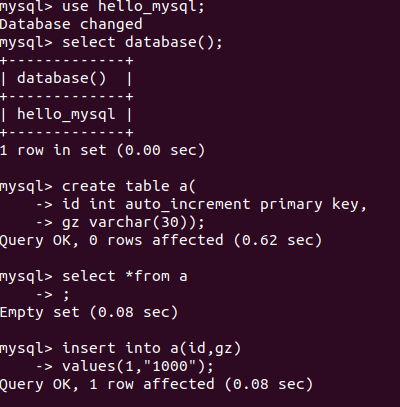 mysql> use hello_mysql;
Database changed
mysql> select database();
+-------------+
| database()  |
+-------------+
| hello_mysql |
+-------------+
1 row in set (0.00 sec)

mysql> create table a(
    -> id int auto_increment primary key,
    -> gz varchar(30));
Query OK, 0 rows affected (0.62 sec)

mysql> select *from a
    -> ;
Empty set (0.08 sec)

mysql> insert into a(id,gz)
    -> values(1,"1000");
Query OK, 1 row affected (0.08 sec)